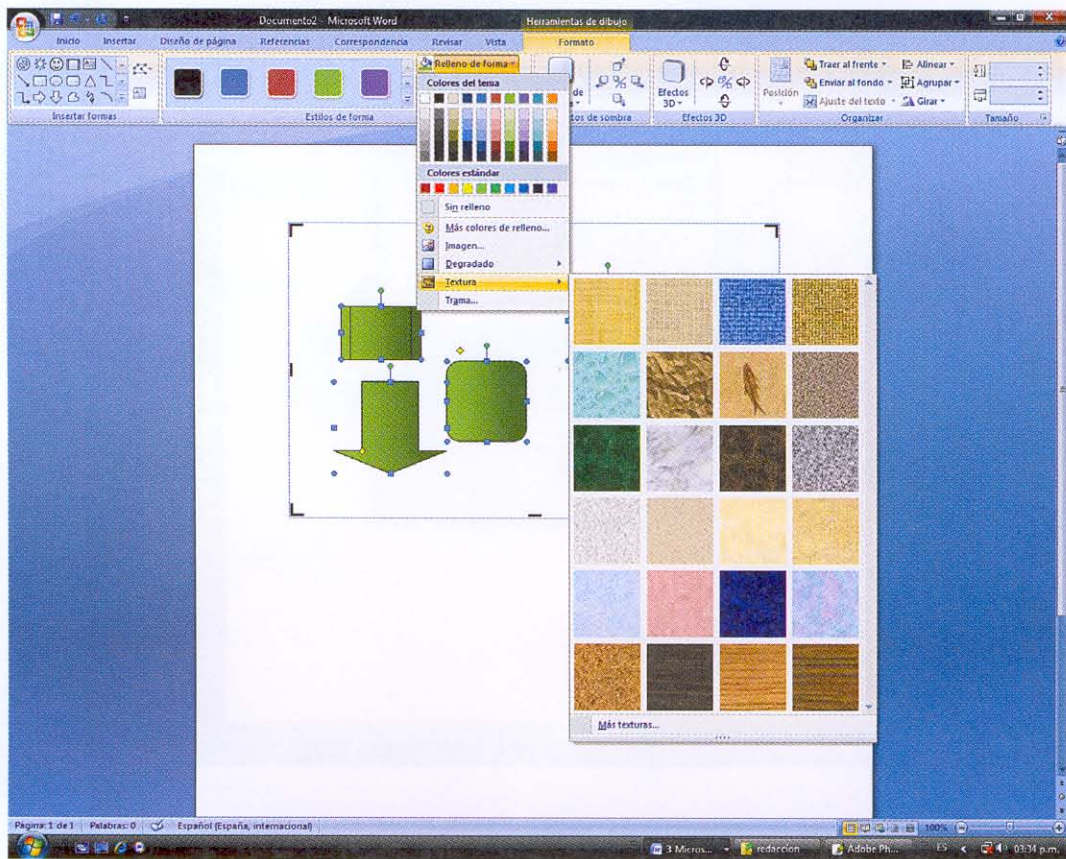 Documento2 - Microsoft Word
Herramientas de dibujo
Inicio Insertar Diseño de página Referencias Correspondencia Revisar Vista Formato
Relleno de forma
Traer al frente
Alinear
Enviar al fondo
Agrupar
Ajuste del texto
Girar
Posición
Efectos 3D
de
Insertar formas
Estilos de forma
tos de sombra
Efectos 3D
Organizar
Tamaño
Colores del tema
Colores estándar
Sin relleno
Más colores de relleno...
Imagen...
Degradado
Textura
Trama...
Más texturas...
Página: 1 de 1 Palabras: 0 Español (España, internacional)
100%
3 Micros... redaccion Adobe Ph... ES 03:34 p.m.